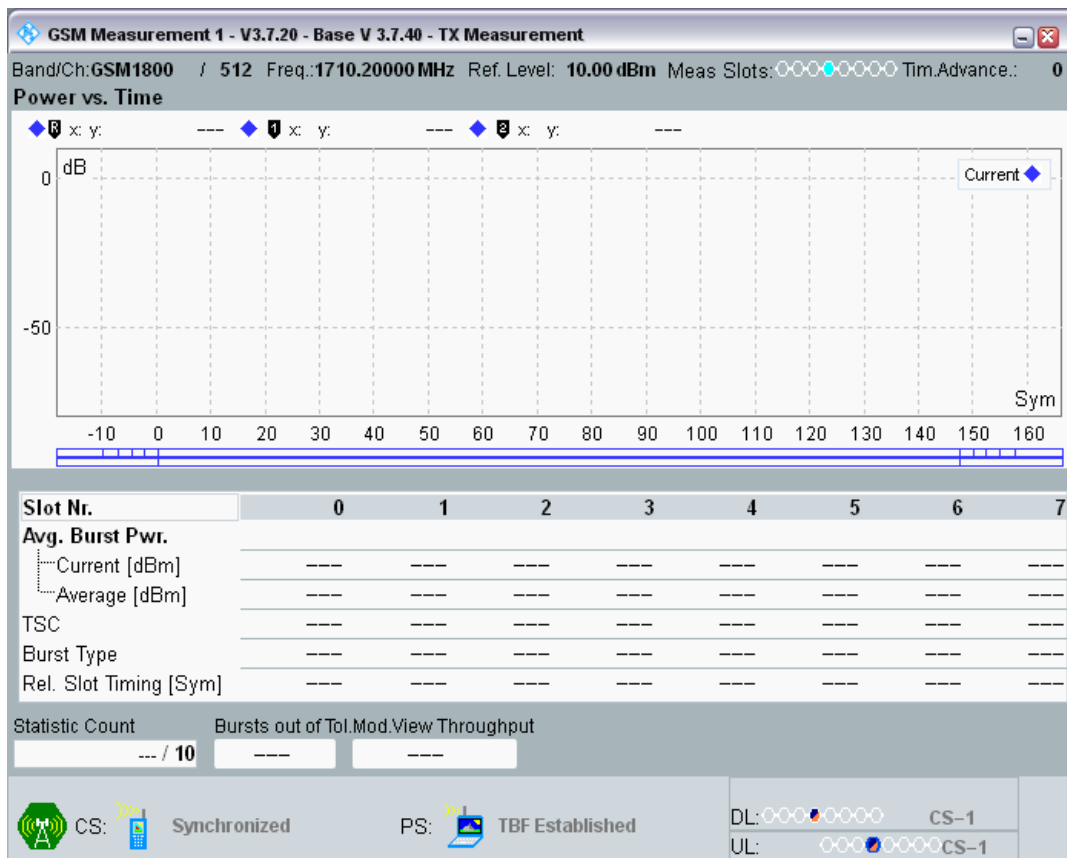 GSM Measurement 1 - V3.7.20 - Base V 3.7.40 - TX Measurement
Band/Ch:GSM1800 / 512 Freq.:1710.20000 MHz Ref. Level: 10.00 dBm Meas Slots: Tim.Advance.: 0
Power vs. Time
R x: y: --- 1 x: y: --- 2 x: y: ---
dB
Current
0
-50
Sym
-10 0 10 20 30 40 50 60 70 80 90 100 110 120 130 140 150 160
Slot Nr. 0 1 2 3 4 5 6 7
Avg. Burst Pwr.
Current [dBm] --- --- --- --- --- --- --- ---
Average [dBm] --- --- --- --- --- --- --- ---
TSC --- --- --- --- --- --- --- ---
Burst Type --- --- --- --- --- --- --- ---
Rel. Slot Timing [Sym] --- --- --- --- --- --- --- ---
Statistic Count Bursts out of Tol.Mod.View Throughput
--- / 10 --- ---
CS: Synchronized PS: TBF Established
DL: CS-1
UL: CS-1